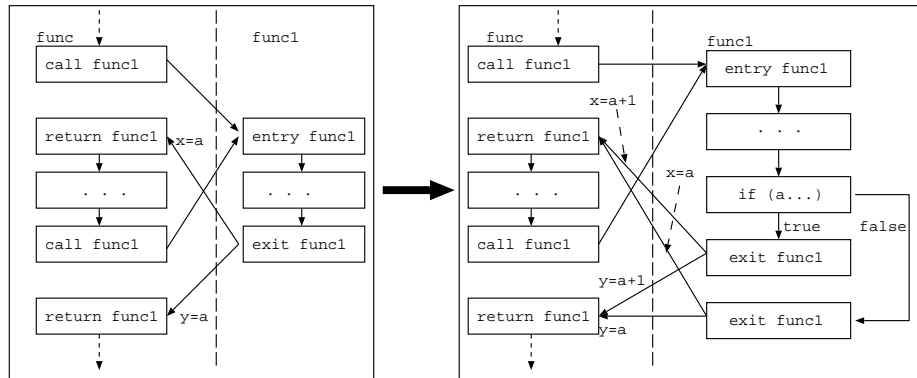 func
func1
call func1
return func1
x=a
entry func1
. . .
. . .
call func1
exit func1
return func1
y=a
func
func1
call func1
entry func1
x=a+1
return func1
. . .
x=a
. . .
if (a...)
true
false
call func1
exit func1
y=a+1
return func1
y=a
exit func1